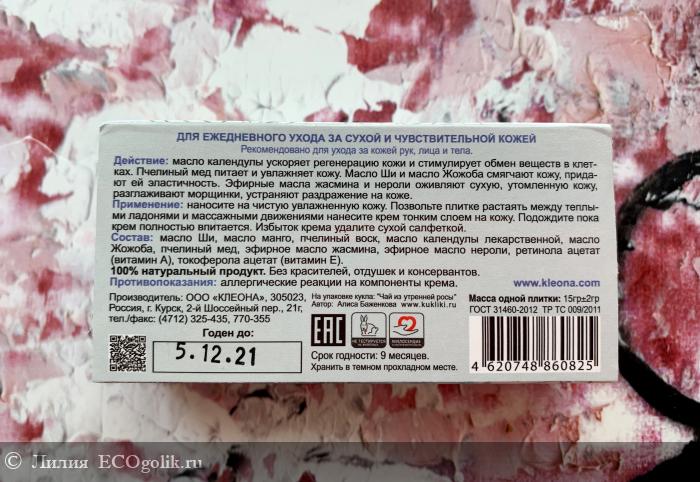 ДЛЯ ЕЖЕДНЕВНОГО УХОДА ЗА СУХОЙ И ЧУВСТВИТЕЛЬНОЙ КОЖЕЙ
Рекомендовано для ухода за кожей рук, лица и тела.
Действие: масло календулы ускоряет регенерацию кожи и стимулирует обмен веществ в клет-
ках. Пчелиный мед питает и увлажняет кожу. Масло Ши и масло Жожоба смягчают кожу, прида-
ют ей эластичность. Эфирные масла жасмина и нероли оживляют сухую, утомленную кожу,
разглаживают морщинки, устраняют раздражение на коже.
Применение: наносите на чистую увлажненную кожу. Позвольте плитке растаять между теплы-
ми ладонями и массажными движениями нанесите крем тонким слоем на кожу. Подождите пока
крем полностью впитается. Избыток крема удалите сухой салфеткой.
Состав: масло Ши, масло манго, пчелиный воск, масло календулы лекарственной, масло
Жожоба, пчелиный мед, эфирное масло жасмина, эфирное масло нероли, ретинола ацетат
(витамин А), токоферола ацетат (витамин Е).
100% натуральный продукт. Без красителей, отдушек и консервантов.
Противопоказания: аллергические реакции на компоненты крема.
www.kleona.com
Производитель: ООО «КЛЕОНА», 305023,
Россия, г. Курск, 2-й Шоссейный пер., 21г,
тел./факс: (4712) 325-435, 770-355
На упаковке кукла: "Чай из утренней росы"
Автор: Алиса Баженкова www.kukliki.ru
Масса одной плитки: 15гр±2гр
ГОСТ 31460-2012 ТР ТС 009/2011
Годен до:
5.12.21
EAC
НЕ ТЕСТИРУЕТСЯ
НА ЖИВОТНЫХ
МИЛОСЕРДИЕ
Срок годности: 9 месяцев.
Хранить в темном прохладном месте.
4 620748 860825
© Лилия ECOgolik.ru